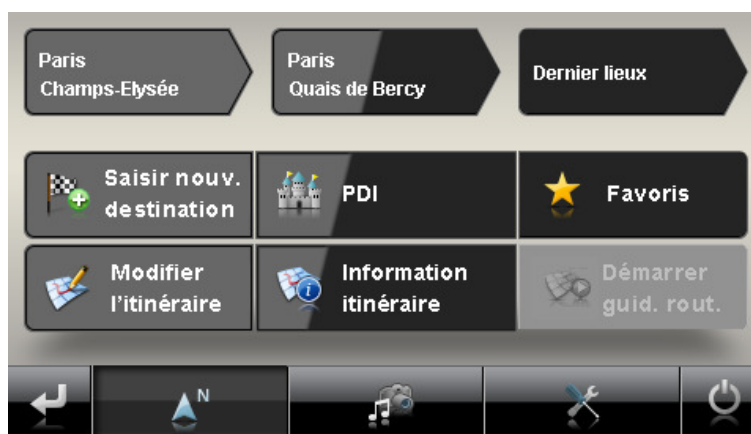 Paris
Champs-Elysée
Paris
Quais de Bercy
Dernier lieux
Saisir nouv.
destination
PDI
Favoris
Modifier
l'itinéraire
Information
itinéraire
Démarrer
guid. rout.
N